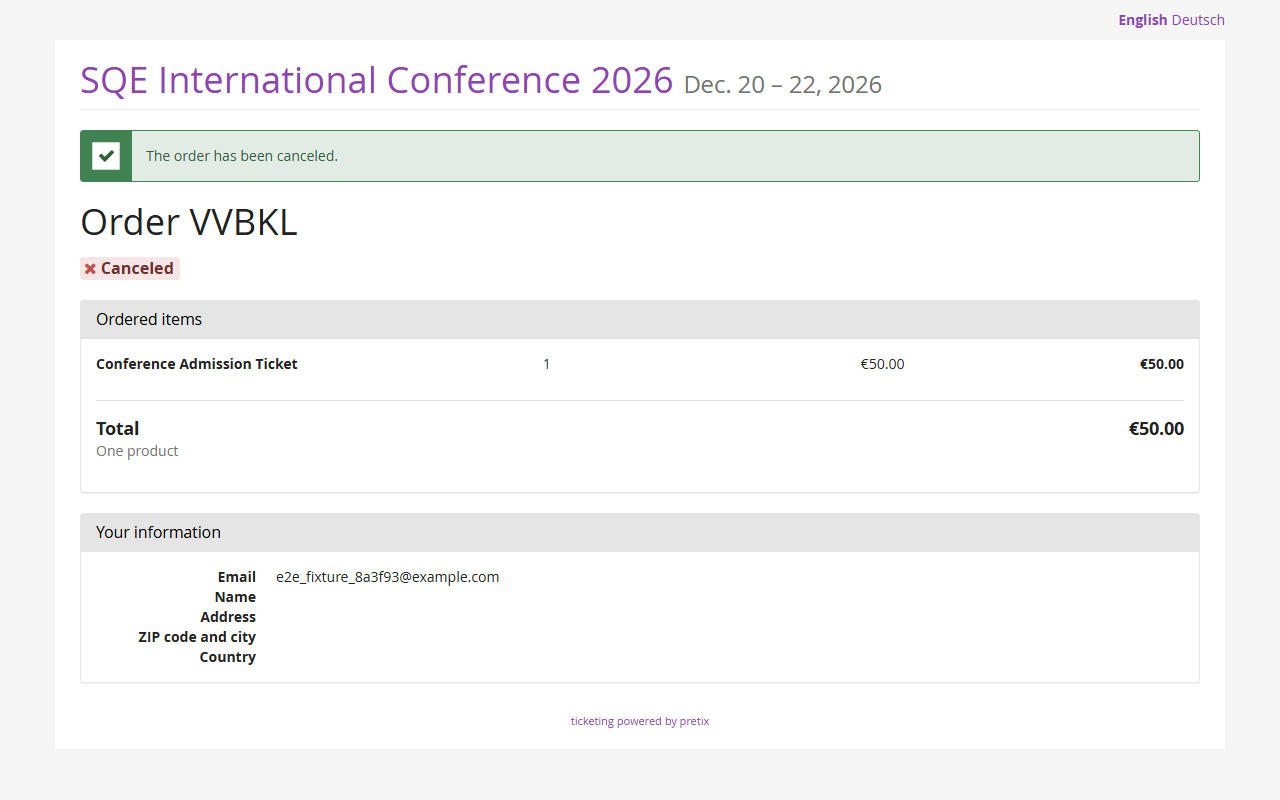 English Deutsch
SQE International Conference 2026 Dec. 20 – 22, 2026
The order has been canceled.
Order VVBKL
Canceled
Ordered items
Conference Admission Ticket 1 €50.00 €50.00
Total €50.00
One product
Your information
Email e2e_fixture_8a3f93@example.com
Name
Address
ZIP code and city
Country
ticketing powered by pretix